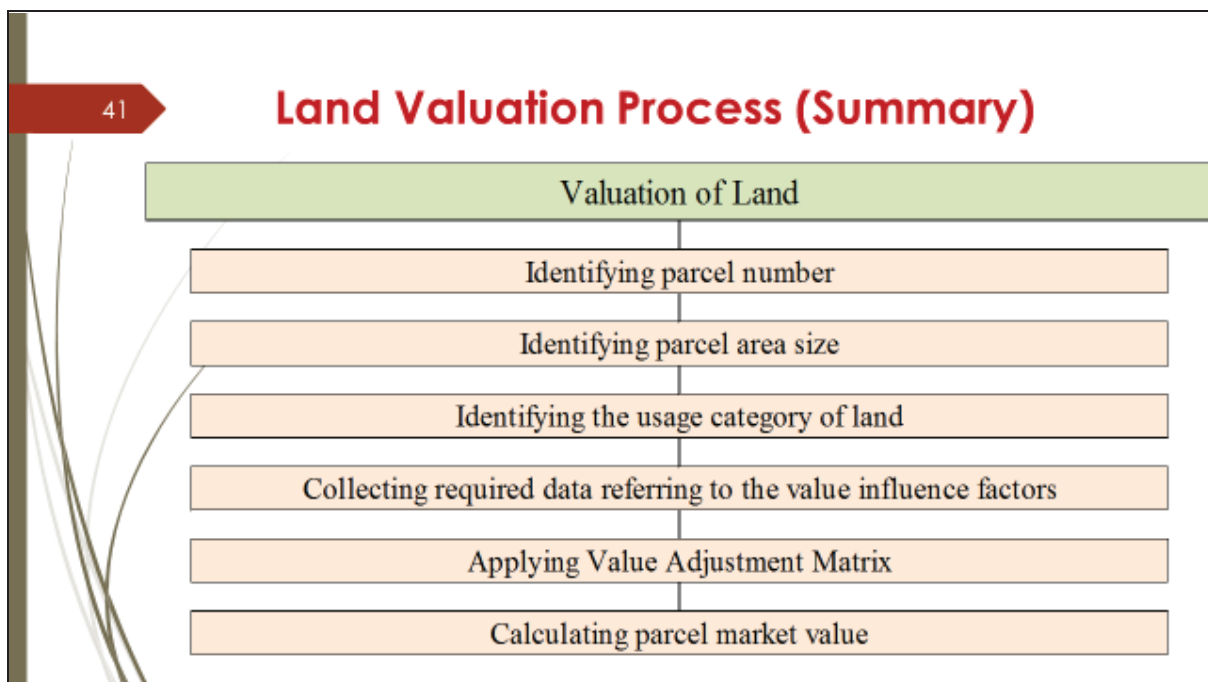 41
Land Valuation Process (Summary)
Valuation of Land
Identifying parcel number
Identifying parcel area size
Identifying the usage category of land
Collecting required data referring to the value influence factors
Applying Value Adjustment Matrix
Calculating parcel market value